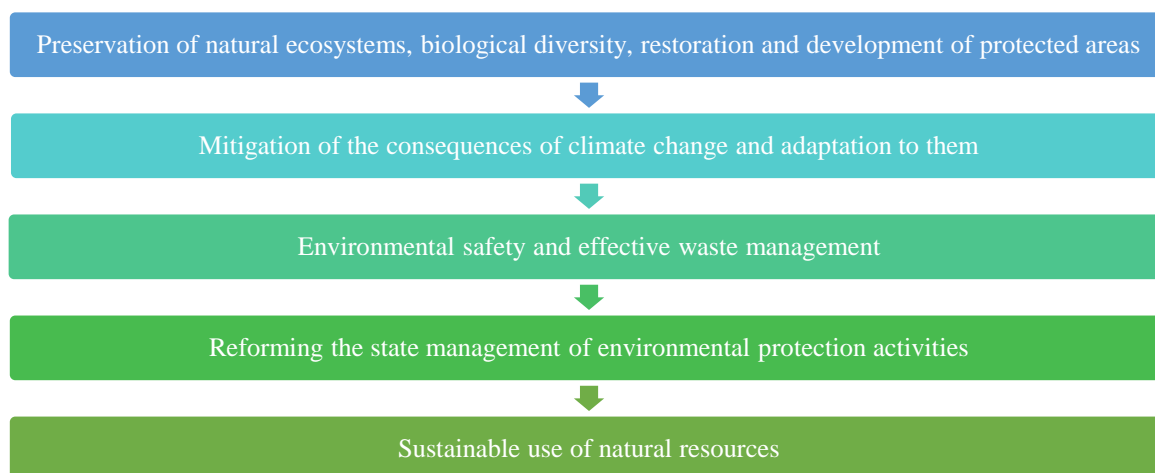 Preservation of natural ecosystems, biological diversity, restoration and development of protected areas
Mitigation of the consequences of climate change and adaptation to them
Environmental safety and effective waste management
Reforming the state management of environmental protection activities
Sustainable use of natural resources